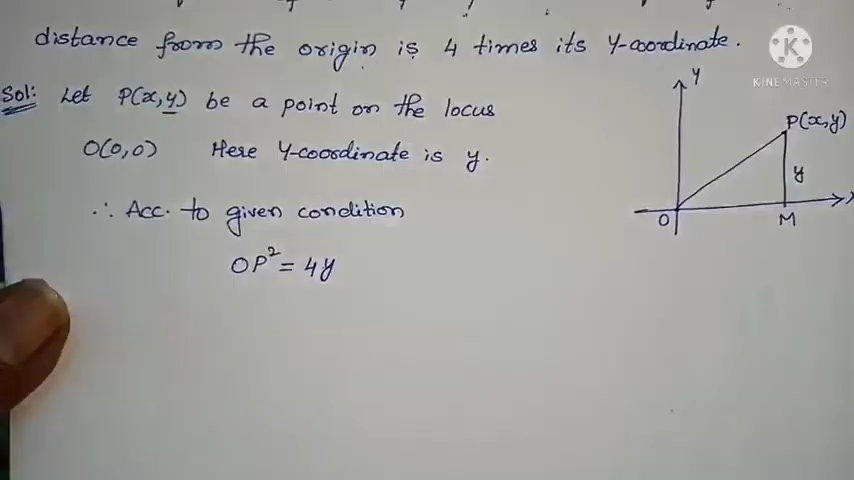 distance from the origin is 4 times its Y-coordinate.
Sol: Let P(x,y) be a point on the locus
O(0,0) Here Y-coordinate is y.
∴ Acc. to given condition
OP² = 4y
Y
P(x,y)
y
O
M
X
KINEMASTER